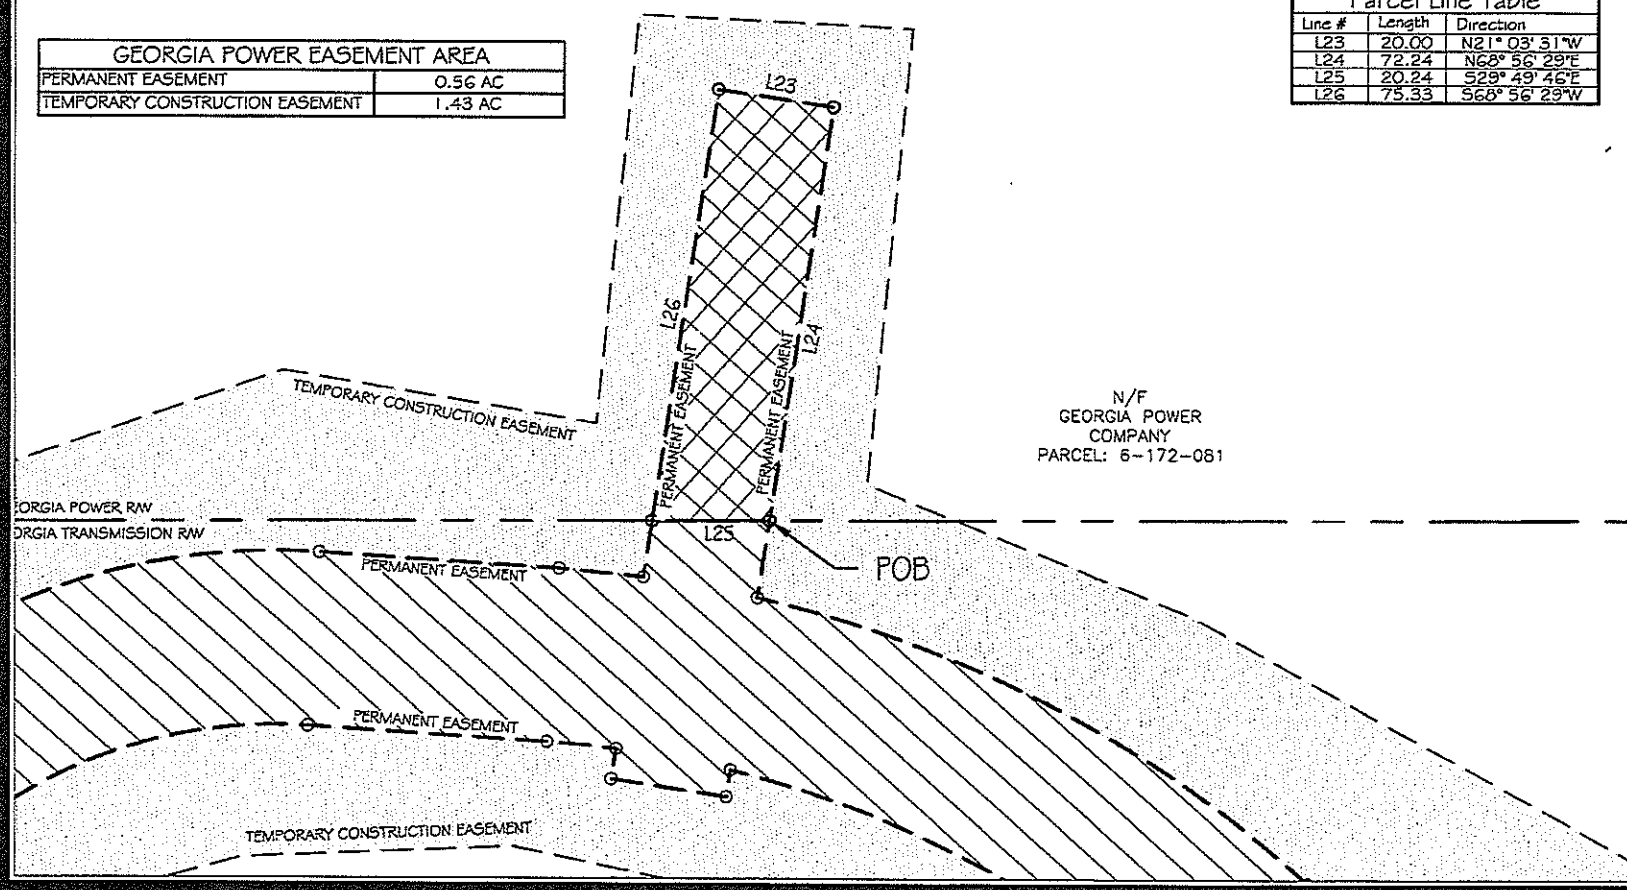 GEORGIA POWER EASEMENT AREA
PERMANENT EASEMENT 0.56 AC
TEMPORARY CONSTRUCTION EASEMENT 1.43 AC
Parcel Line Table
Line # Length Direction
L23 20.00 N21° 03' 31"W
L24 72.24 N68° 56' 29"E
L25 20.24 S29° 49' 46"E
L26 75.33 S68° 56' 29"W
L23
L26
L24
PERMANENT EASEMENT
PERMANENT EASEMENT
TEMPORARY CONSTRUCTION EASEMENT
N/F
GEORGIA POWER
COMPANY
PARCEL: 6-172-081
EORGIA POWER R/W
ORGIA TRANSMISSION R/W
L25
POB
PERMANENT EASEMENT
PERMANENT EASEMENT
TEMPORARY CONSTRUCTION EASEMENT